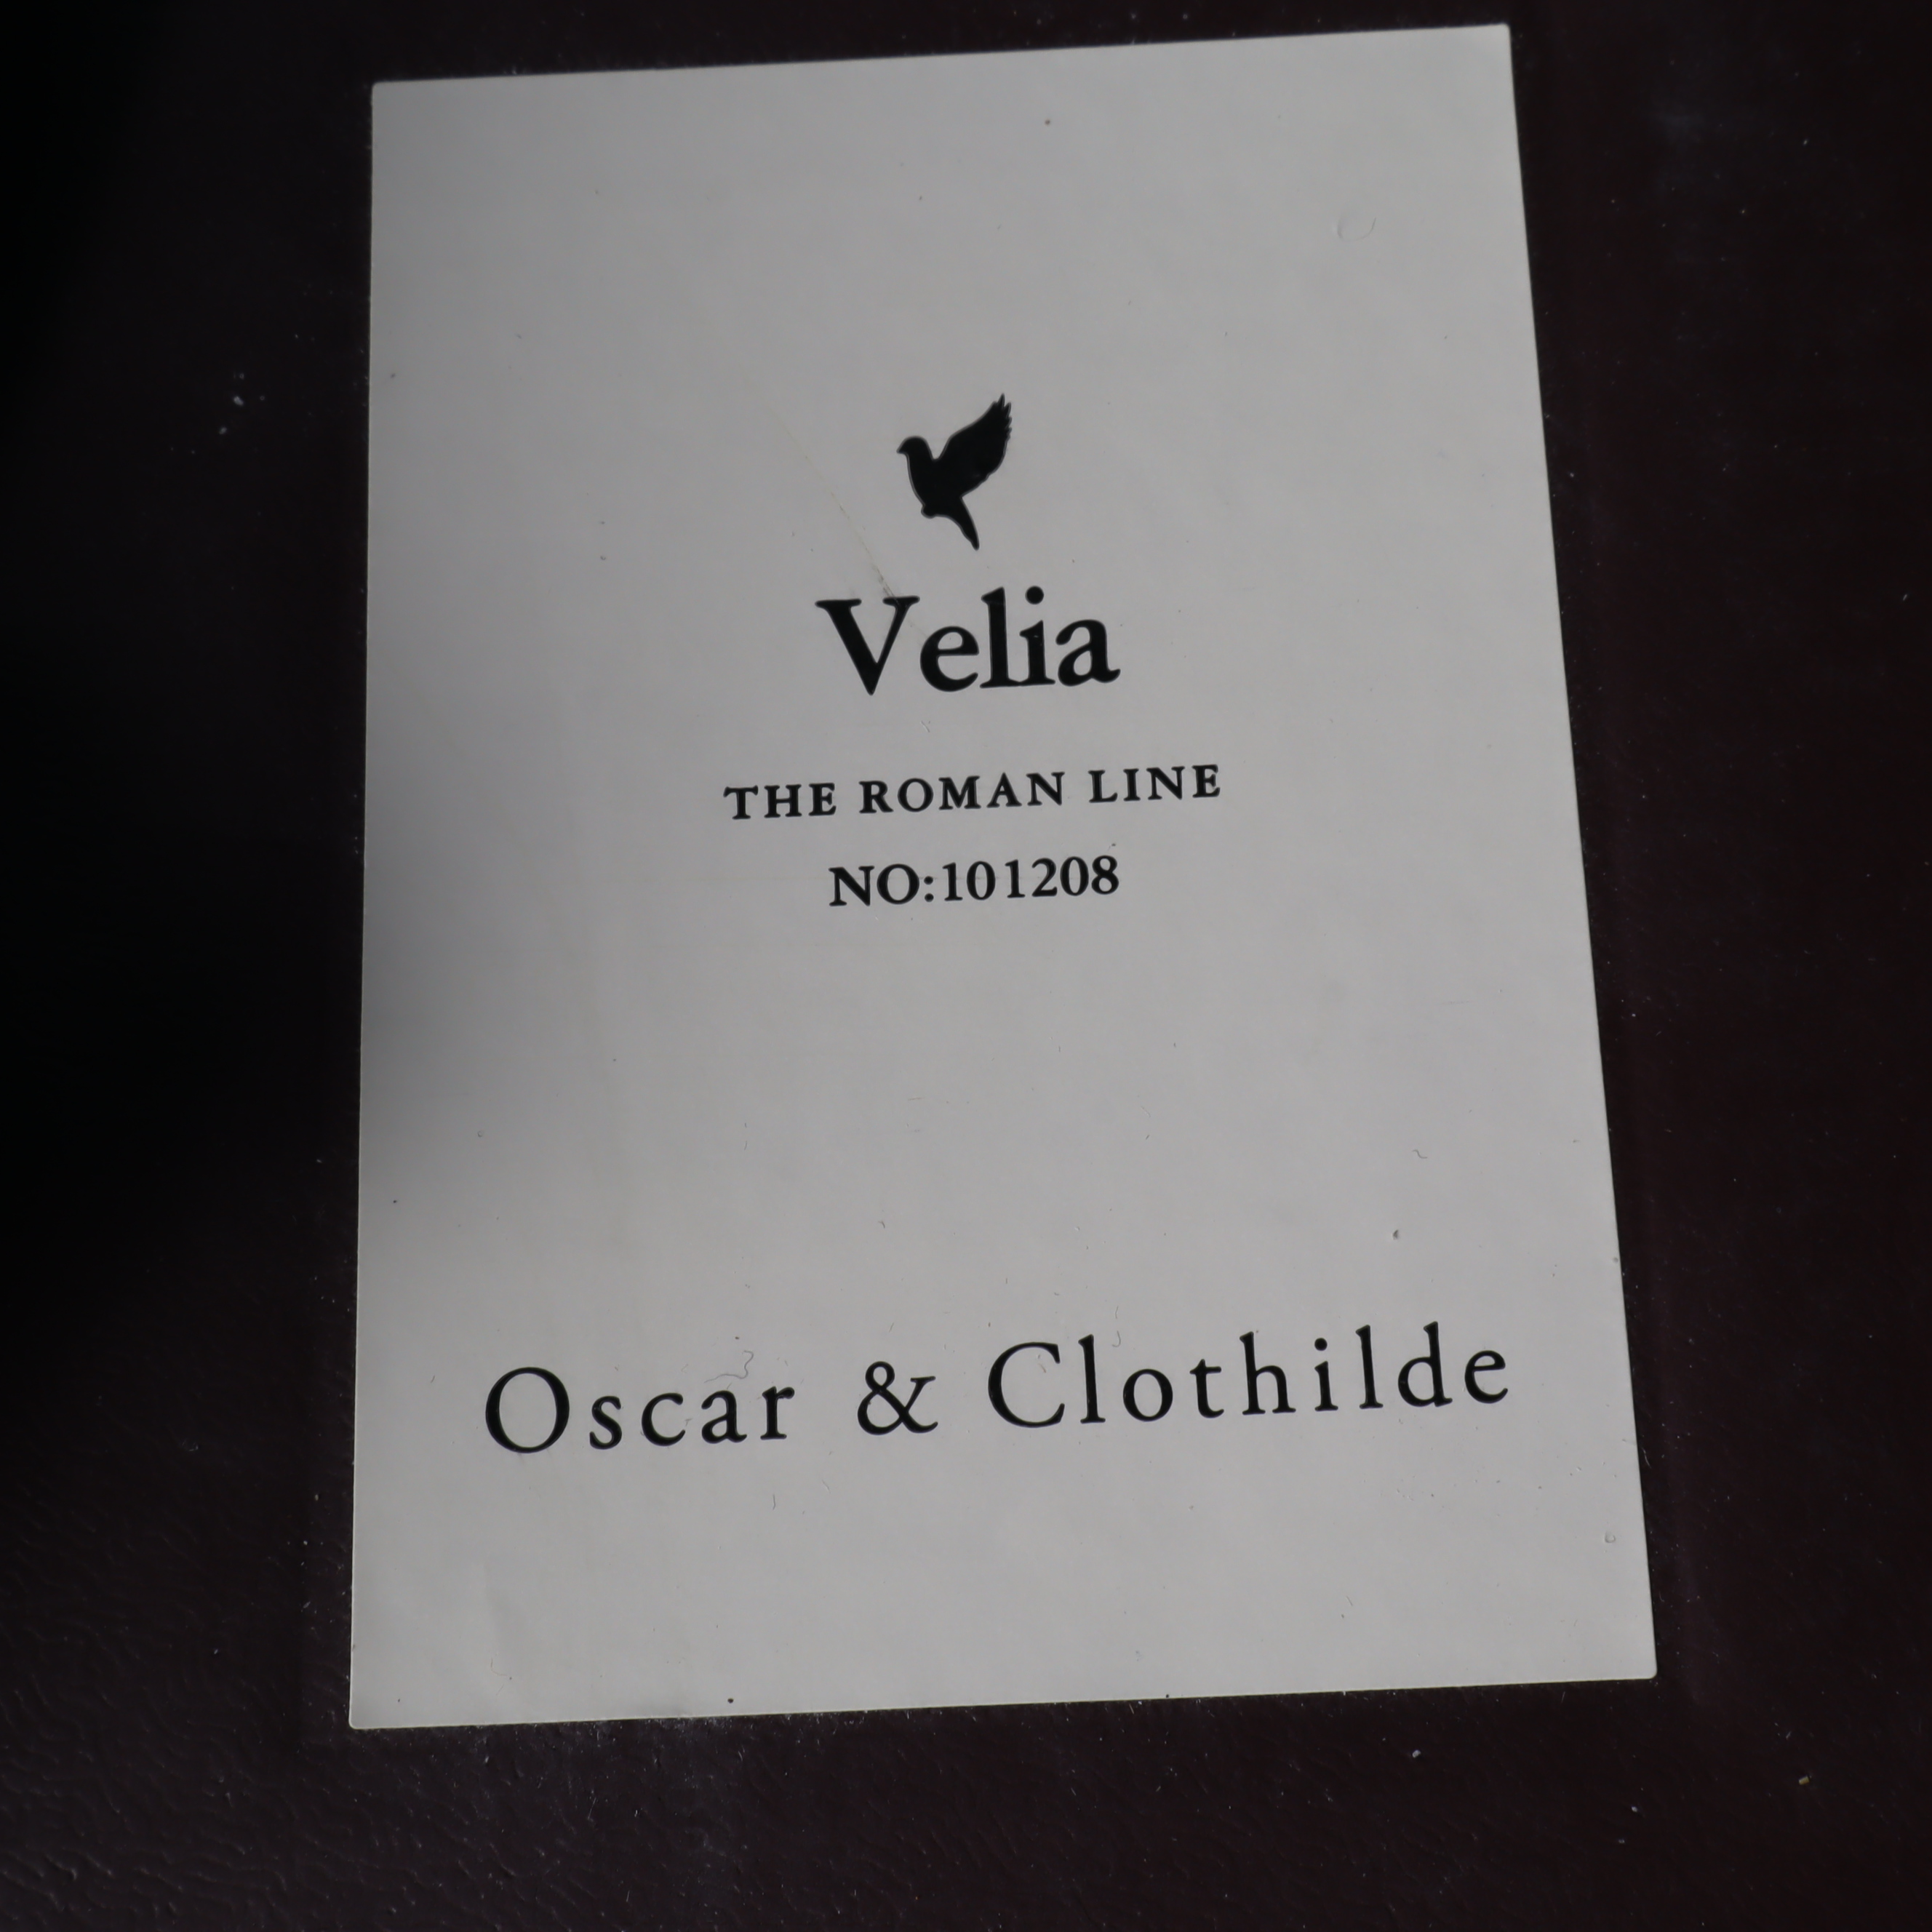 Velia
THE ROMAN LINE
NO:101208
Oscar & Clothilde